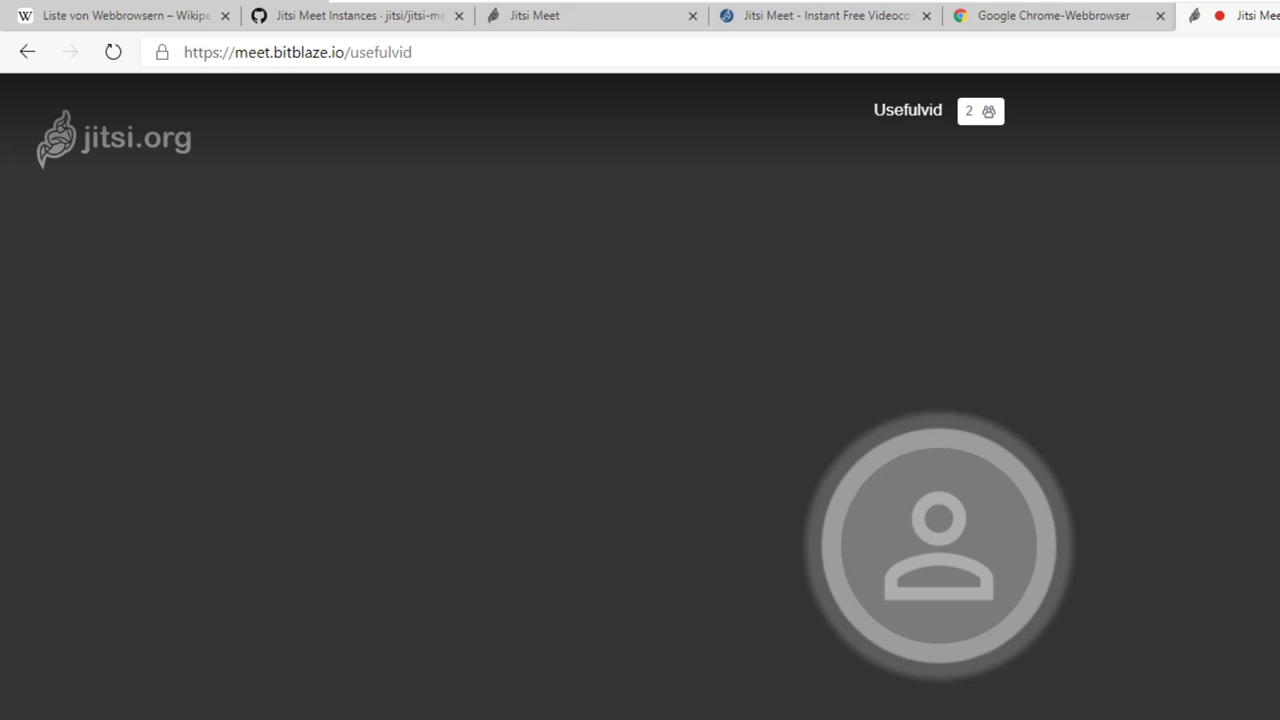 Liste von Webbrowsern – Wikipe
Jitsi Meet Instances · jitsi/jitsi-me
Jitsi Meet
Jitsi Meet - Instant Free Videoco
Google Chrome-Webbrowser
Jitsi Mee
https://meet.bitblaze.io/usefulvid
Usefulvid 2
jitsi.org